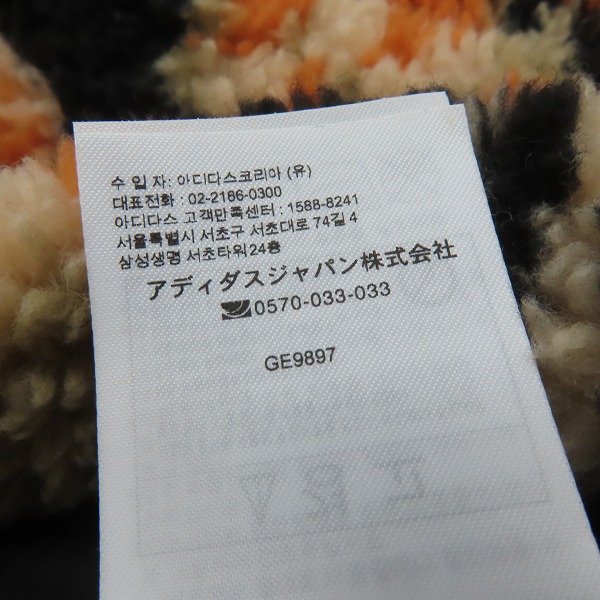 수 입 자: 아디다스코리아 (유)
대표전화 : 02-2186-0300
아디다스 고객만족센터 : 1588-8241
서울특별시 서초구 서초대로 74길 4
삼성생명 서초타워24층
アディダスジャパン株式会社
0570-033-033
GE9897